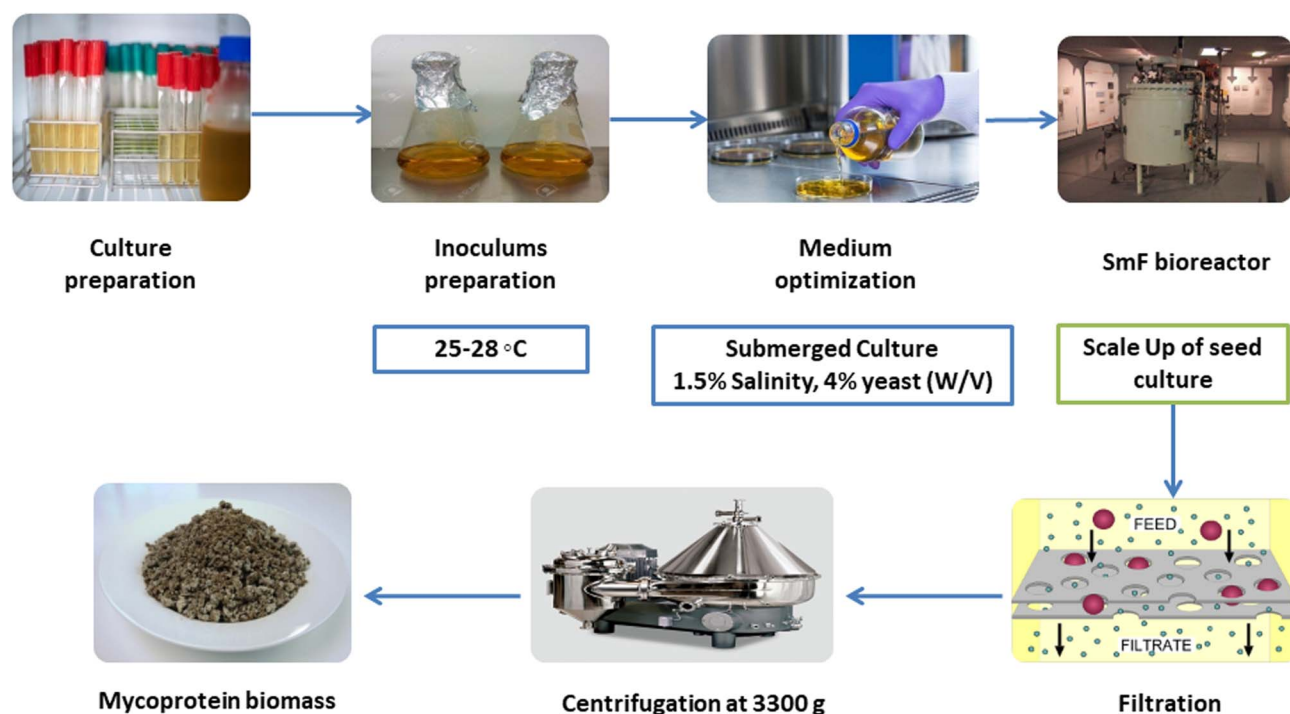 Culture
preparation
Inoculums
preparation
Medium
optimization
SmF bioreactor
25-28 ◦C
Submerged Culture
1.5% Salinity, 4% yeast (W/V)
Scale Up of seed
culture
FEED
FILTRATE
Mycoprotein biomass
Centrifugation at 3300 g
Filtration